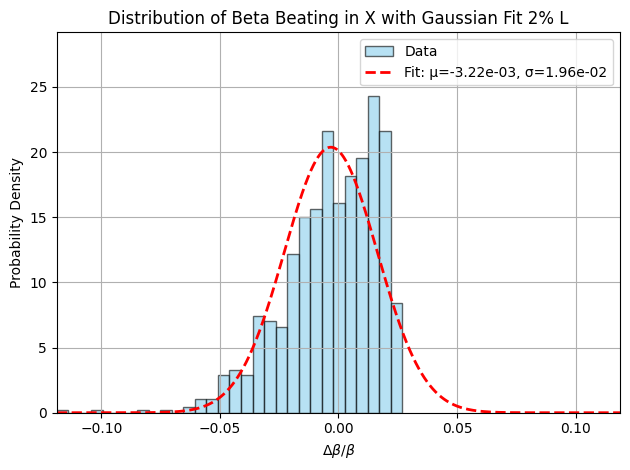 Distribution of Beta Beating in X with Gaussian Fit 2% L
Data
Fit: μ=-3.22e-03, σ=1.96e-02
Probability Density
25
20
15
10
5
0
−0.10
−0.05
0.00
0.05
0.10
Δβ/β